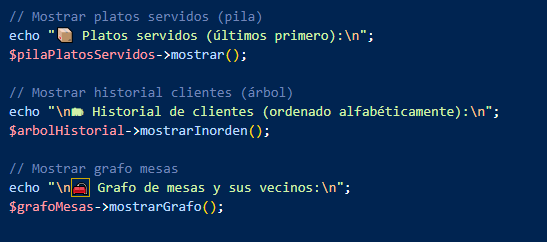 // Mostrar platos servidos (pila)
echo "📦 Platos servidos (últimos primero):\n";
$pilaPlatosServidos->mostrar();
// Mostrar historial clientes (árbol)
echo "\n Historial de clientes (ordenado alfabéticamente):\n";
$arbolHistorial->mostrarInorden();
// Mostrar grafo mesas
echo "\n Grafo de mesas y sus vecinos:\n";
$grafoMesas->mostrarGrafo();